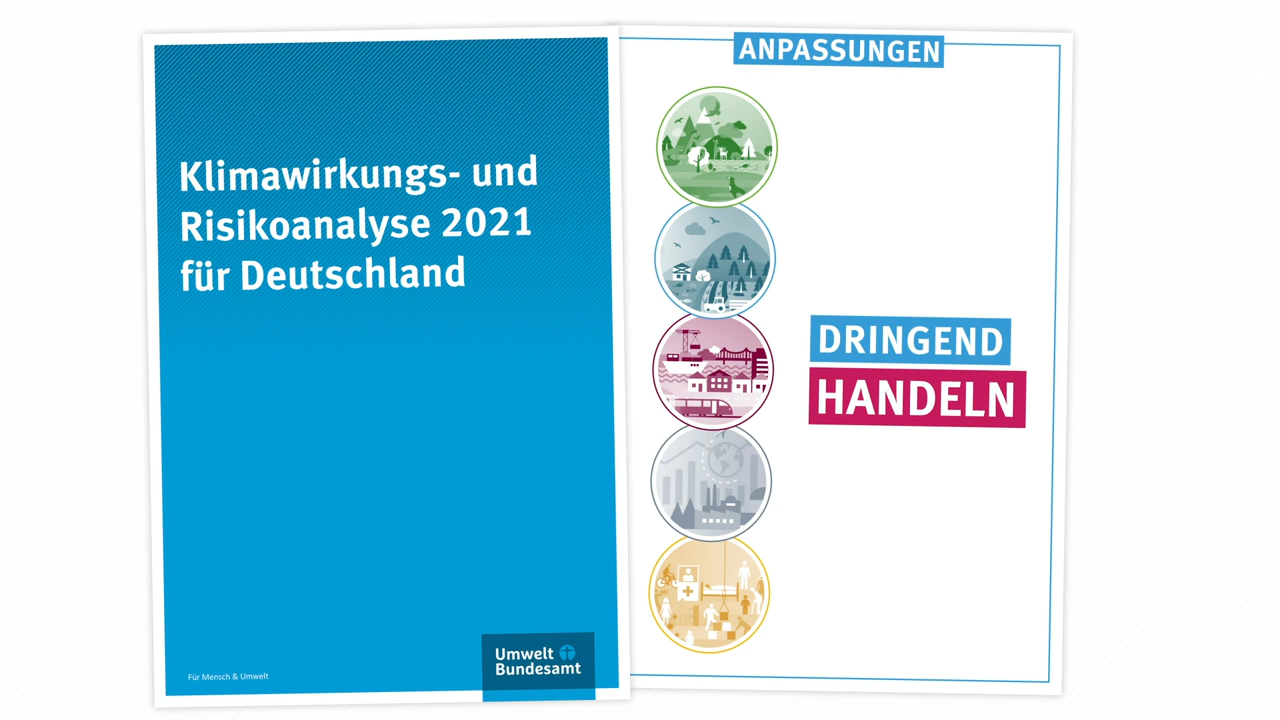 Klimawirkungs- und
Risikoanalyse 2021
für Deutschland
Für Mensch & Umwelt
Umwelt
Bundesamt
ANPASSUNGEN
DRINGEND
HANDELN